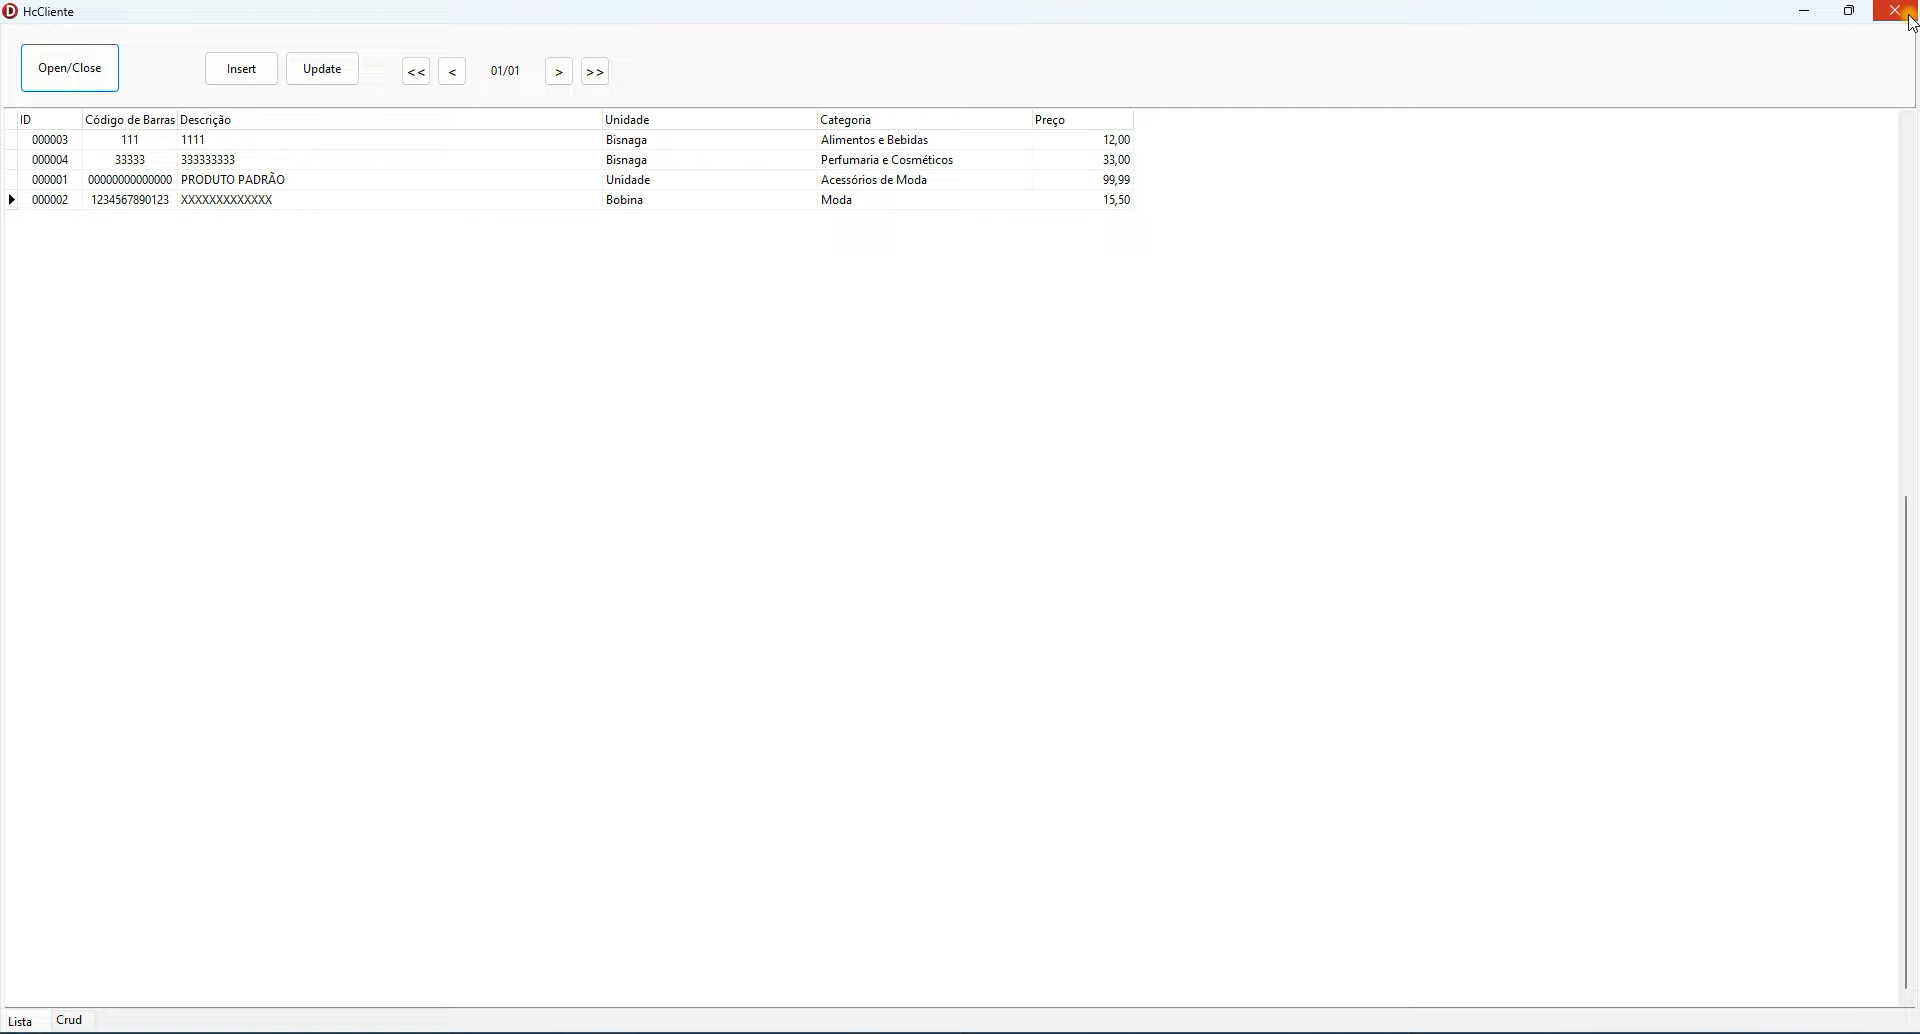 HcCliente
Open/Close Insert Update << < 01/01 > >>
ID Código de Barras Descrição Unidade Categoria Preço
000003 111 1111 Bisnaga Alimentos e Bebidas 12,00
000004 33333 333333333 Bisnaga Perfumaria e Cosméticos 33,00
000001 00000000000000 PRODUTO PADRÃO Unidade Acessórios de Moda 99,99
000002 1234567890123 XXXXXXXXXXXXX Bobina Moda 15,50
Lista Crud